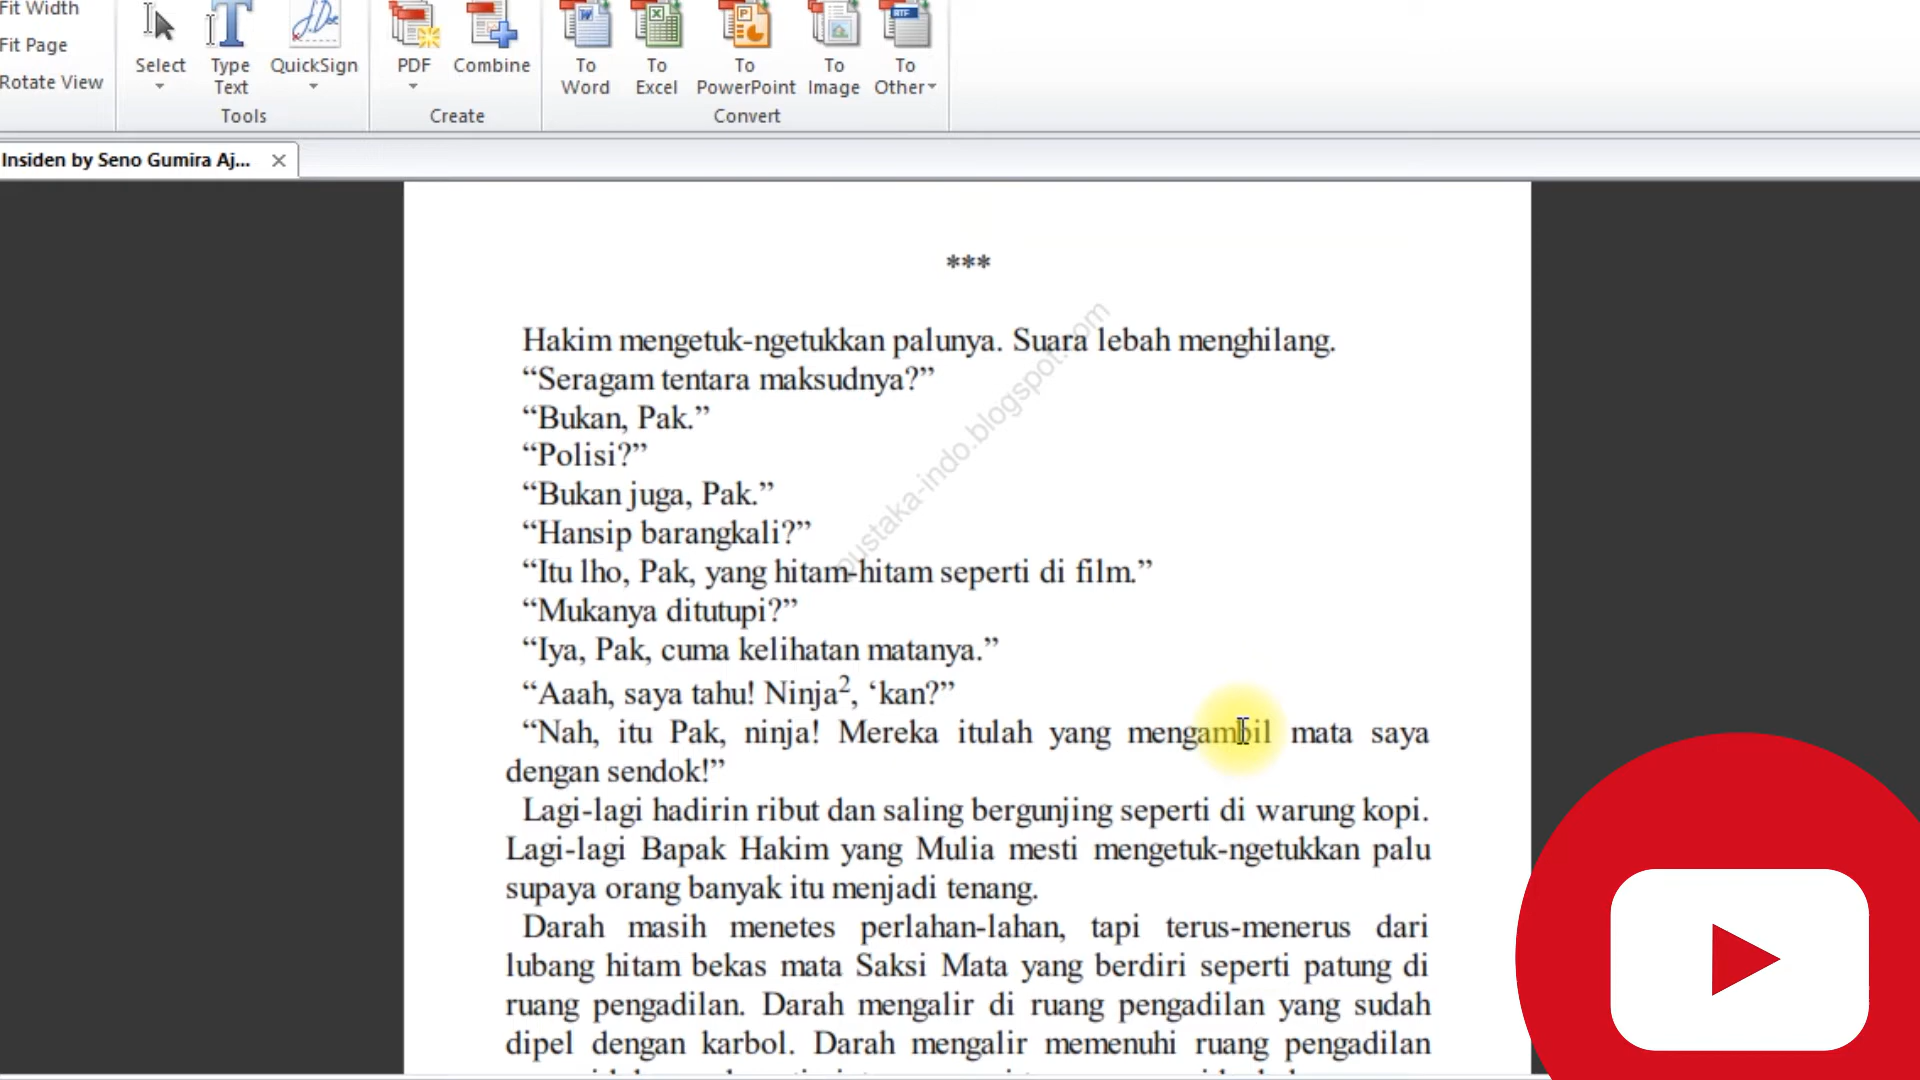 Fit Width
Fit Page
Rotate View
Select
Type
Text
QuickSign
Tools
PDF
Combine
Create
To
Word
To
Excel
To
PowerPoint
To
Image
To
Other
Convert
Insiden by Seno Gumira Aj...
***
Hakim mengetuk-ngetukkan palunya. Suara lebah menghilang.
“Seragam tentara maksudnya?”
“Bukan, Pak.”
“Polisi?”
“Bukan juga, Pak.”
“Hansip barangkali?”
“Itu lho, Pak, yang hitam-hitam seperti di film.”
“Mukanya ditutupi?”
“Iya, Pak, cuma kelihatan matanya.”
“Aaah, saya tahu! Ninja², ‘kan?”
“Nah, itu Pak, ninja! Mereka itulah yang mengambil mata saya
dengan sendok!”
Lagi-lagi hadirin ribut dan saling bergunjing seperti di warung kopi.
Lagi-lagi Bapak Hakim yang Mulia mesti mengetuk-ngetukkan palu
supaya orang banyak itu menjadi tenang.
Darah masih menetes perlahan-lahan, tapi terus-menerus dari
lubang hitam bekas mata Saksi Mata yang berdiri seperti patung di
ruang pengadilan. Darah mengalir di ruang pengadilan yang sudah
dipel dengan karbol. Darah mengalir memenuhi ruang pengadilan
pustaka-indo.blogspot.com